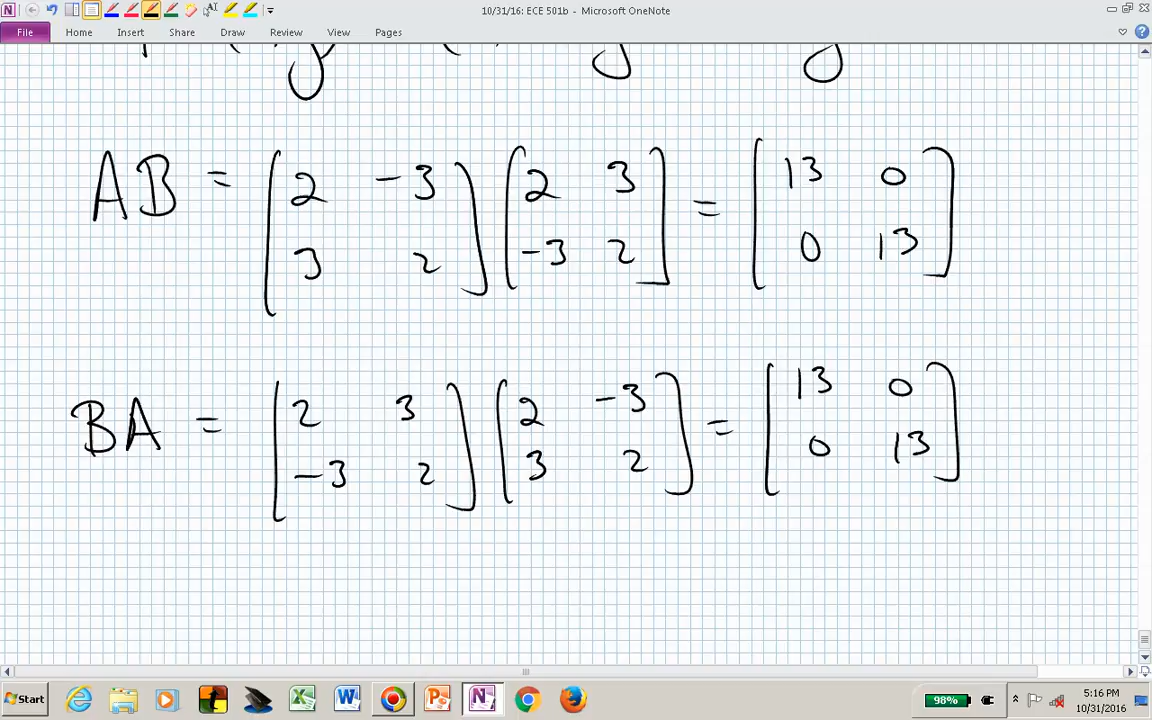 10/31/16: ECE 501b - Microsoft OneNote
File Home Insert Share Draw Review View Pages
AB = [ 2 -3 ] [ 2 3 ] = [ 13 0 ]
[ 3 2 ] [ -3 2 ] [ 0 13 ]
BA = [ 2 3 ] [ 2 -3 ] = [ 13 0 ]
[ -3 2 ] [ 3 2 ] [ 0 13 ]
Start 98% 5:16 PM
10/31/2016